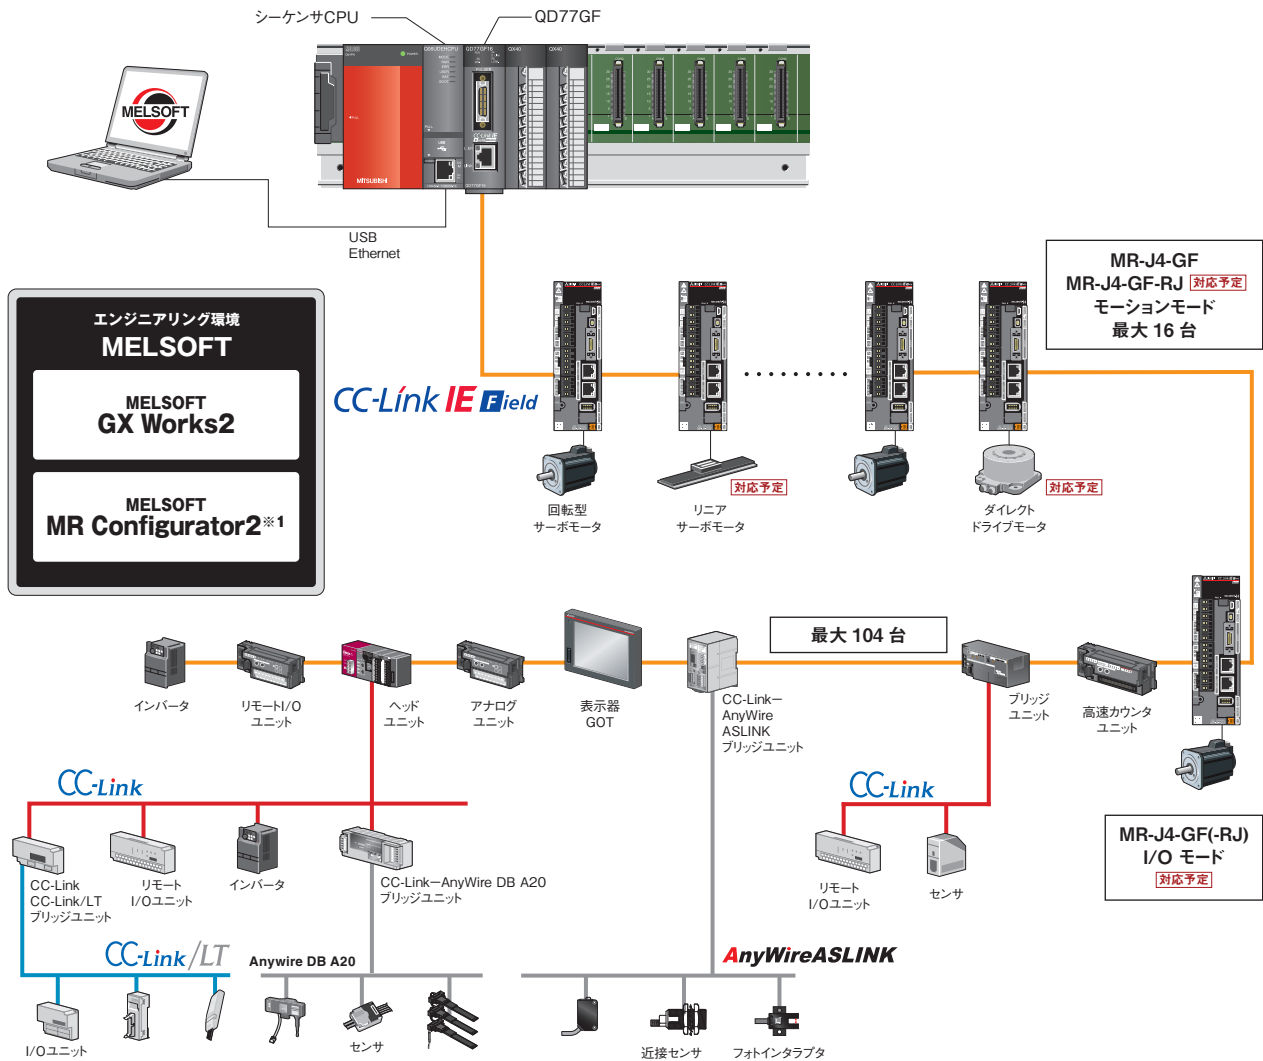 シーケンサCPU
QD77GF
Q06UDEHCPU
QD77GF16
QX40
QX40
MELSOFT
MITSUBISHI
CC-Link IE
QD77GF16
USB
Ethernet
MR-J4-GF
MR-J4-GF-RJ 対応予定
モーションモード
最大 16 台
エンジニアリング環境
MELSOFT
MELSOFT
GX Works2
MELSOFT
MR Configurator2※1
CC-Link IE Field
回転型
サーボモータ
リニア
サーボモータ
対応予定
ダイレクト
ドライブモータ
対応予定
最大 104 台
インバータ
リモートI/O
ユニット
ヘッド
ユニット
アナログ
ユニット
表示器
GOT
CC-Link－
AnyWire
ASLINK
ブリッジユニット
ブリッジ
ユニット
高速カウンタ
ユニット
CC-Link
CC-Link
MR-J4-GF(-RJ)
I/O モード
対応予定
CC-Link
CC-Link/LT
ブリッジユニット
リモート
I/Oユニット
インバータ
CC-Link－AnyWire DB A20
ブリッジユニット
リモート
I/Oユニット
センサ
CC-Link/LT
Anywire DB A20
AnyWireASLINK
I/Oユニット
センサ
近接センサ
フォトインタラプタ